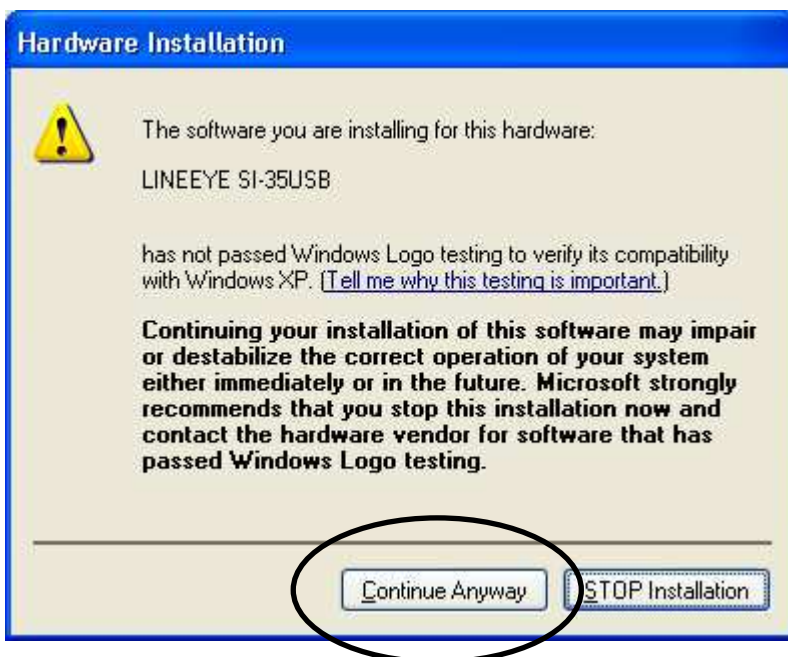 Hardware Installation
The software you are installing for this hardware:
LINEEYE SI-35USB
has not passed Windows Logo testing to verify its compatibility
with Windows XP. (Tell me why this testing is important.)
Continuing your installation of this software may impair
or destabilize the correct operation of your system
either immediately or in the future. Microsoft strongly
recommends that you stop this installation now and
contact the hardware vendor for software that has
passed Windows Logo testing.
Continue Anyway
STOP Installation